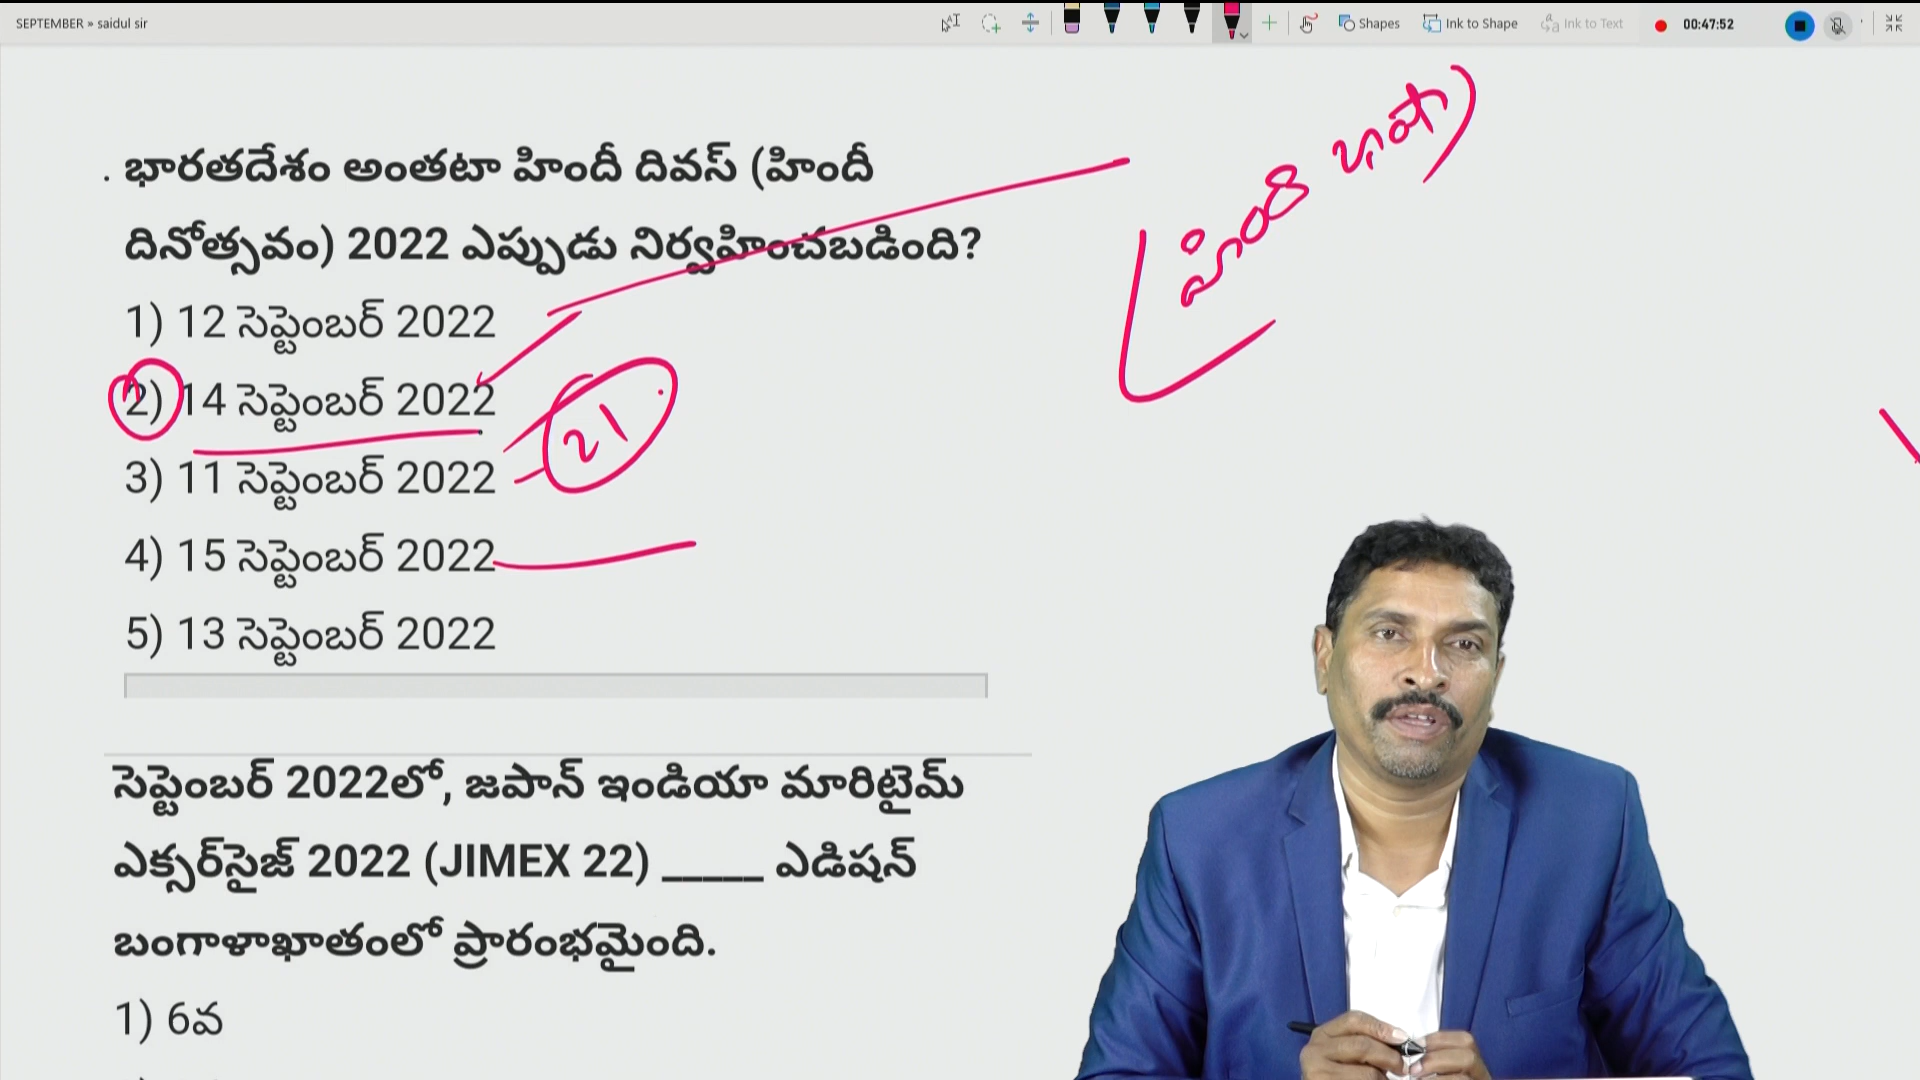 SEPTEMBER » saidul sir
Shapes
Ink to Shape
Ink to Text
00:47:52
. భారతదేశం అంతటా హిందీ దివస్ (హిందీ
దినోత్సవం) 2022 ఎప్పుడు నిర్వహించబడింది?
1) 12 సెప్టెంబర్ 2022
2) 14 సెప్టెంబర్ 2022
21
3) 11 సెప్టెంబర్ 2022
4) 15 సెప్టెంబర్ 2022
5) 13 సెప్టెంబర్ 2022
సెప్టెంబర్ 2022లో, జపాన్ ఇండియా మారిటైమ్
ఎక్సర్‌సైజ్ 2022 (JIMEX 22) _____ ఎడిషన్
బంగాళాఖాతంలో ప్రారంభమైంది.
1) 6వ